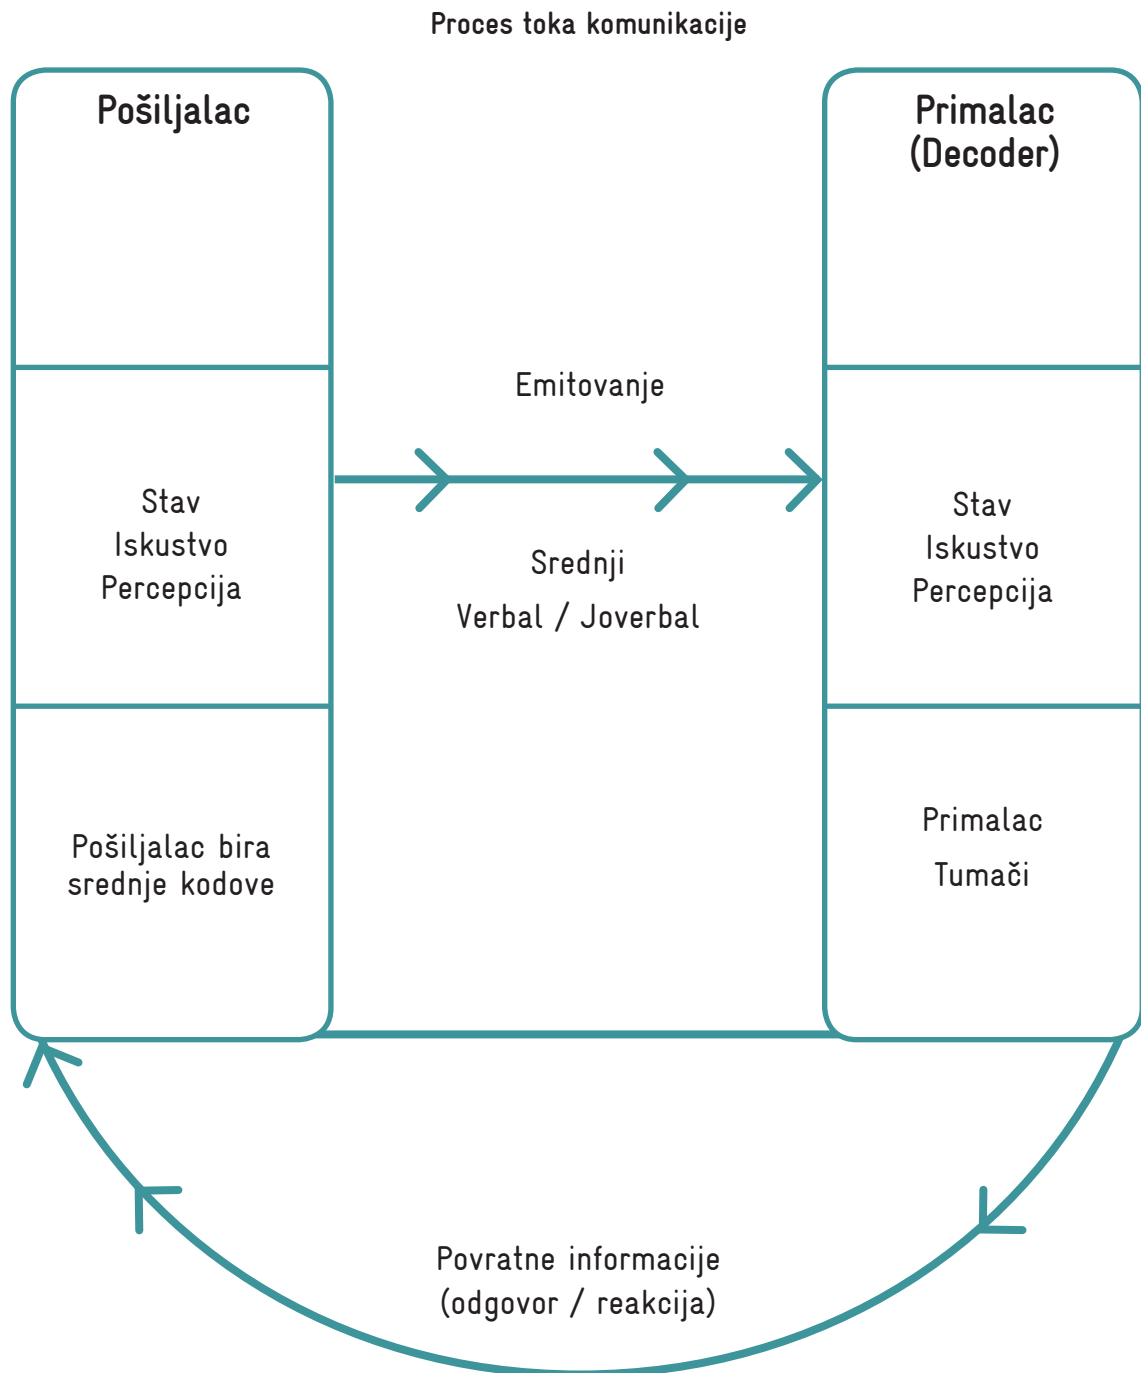 Proces toka komunikacije
Pošiljalac
Stav
Iskustvo
Percepcija
Pošiljalac bira
srednje kodove
Emitovanje
Srednji
Verbal / Joverbal
Primalac
(Decoder)
Stav
Iskustvo
Percepcija
Primalac
Tumači
Povratne informacije
(odgovor / reakcija)